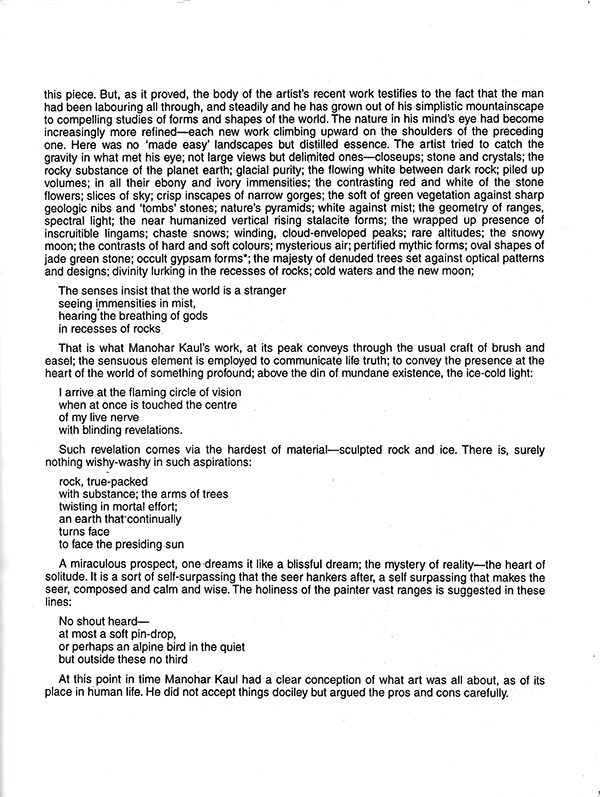 this piece. But, as it proved, the body of the artist's recent work testifies to the fact that the man
had been labouring all through, and steadily and he has grown out of his simplistic mountainscape
to compelling studies of forms and shapes of the world. The nature in his mind's eye had become
increasingly more refined—each new work climbing upward on the shoulders of the preceding
one. Here was no 'made easy' landscapes but distilled essence. The artist tried to catch the
gravity in what met his eye; not large views but delimited ones—closeups; stone and crystals; the
rocky substance of the planet earth; glacial purity; the flowing white between dark rock; piled up
volumes; in all their ebony and ivory immensities; the contrasting red and white of the stone
flowers; slices of sky; crisp inscapes of narrow gorges; the soft of green vegetation against sharp
geologic nibs and 'tombs' stones; nature's pyramids; white against mist; the geometry of ranges,
spectral light; the near humanized vertical rising stalacite forms; the wrapped up presence of
inscruitible lingams; chaste snows; winding, cloud-enveloped peaks; rare altitudes; the snowy
moon; the contrasts of hard and soft colours; mysterious air; pertified mythic forms; oval shapes of
jade green stone; occult gypsam forms*; the majesty of denuded trees set against optical patterns
and designs; divinity lurking in the recesses of rocks; cold waters and the new moon;
The senses insist that the world is a stranger
seeing immensities in mist,
hearing the breathing of gods
in recesses of rocks
That is what Manohar Kaul's work, at its peak conveys through the usual craft of brush and
easel; the sensuous element is employed to communicate life truth; to convey the presence at the
heart of the world of something profound; above the din of mundane existence, the ice-cold light:
I arrive at the flaming circle of vision
when at once is touched the centre
of my live nerve
with blinding revelations.
Such revelation comes via the hardest of material—sculpted rock and ice. There is, surely
nothing wishy-washy in such aspirations:
rock, true-packed
with substance; the arms of trees
twisting in mortal effort;
an earth that continually
turns face
to face the presiding sun
A miraculous prospect, one dreams it like a blissful dream; the mystery of reality—the heart of
solitude. It is a sort of self-surpassing that the seer hankers after, a self surpassing that makes the
seer, composed and calm and wise. The holiness of the painter vast ranges is suggested in these
lines:
No shout heard—
at most a soft pin-drop,
or perhaps an alpine bird in the quiet
but outside these no third
At this point in time Manohar Kaul had a clear conception of what art was all about, as of its
place in human life. He did not accept things dociley but argued the pros and cons carefully.